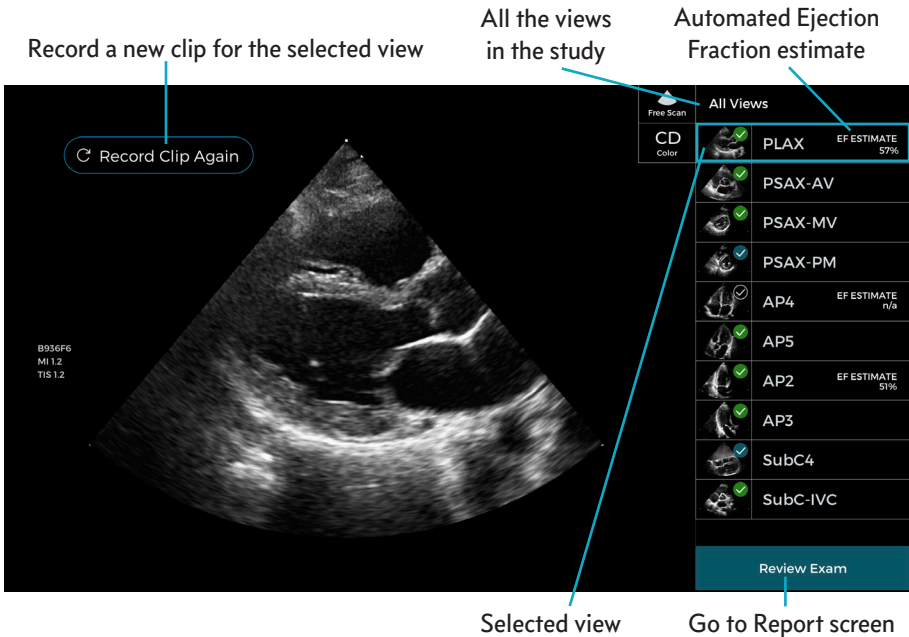 Record a new clip for the selected view
All the views
in the study
Automated Ejection
Fraction estimate
Record Clip Again
Free Scan
CD
Color
All Views
PLAX
EF ESTIMATE
57%
PSAX-AV
PSAX-MV
PSAX-PM
AP4
EF ESTIMATE
n/a
AP5
AP2
EF ESTIMATE
51%
AP3
SubC4
SubC-IVC
B936F6
MI 1.2
TIS 1.2
Review Exam
Selected view
Go to Report screen